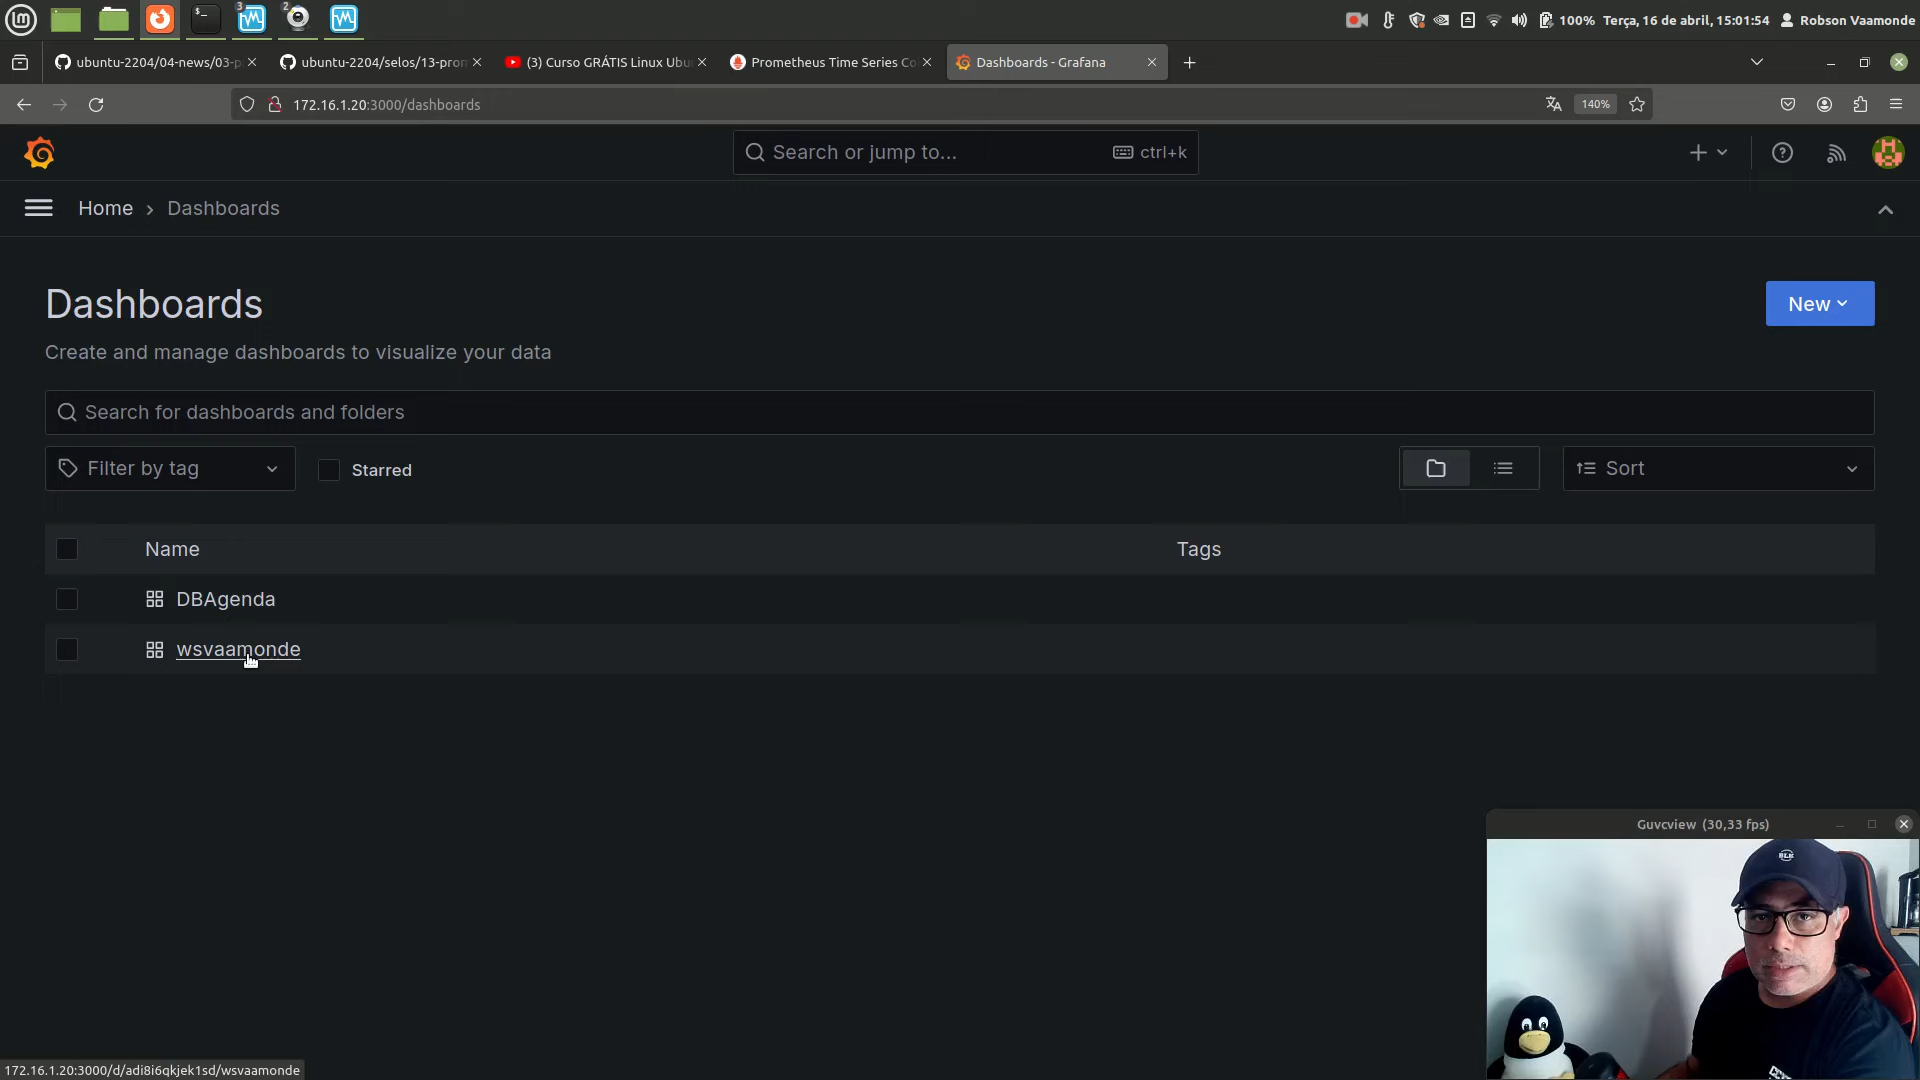 3
2
100% Terça, 16 de abril, 15:01:54 Robson Vaamonde
ubuntu-2204/04-news/03-p
ubuntu-2204/selos/13-pron
(3) Curso GRÁTIS Linux Ubu
Prometheus Time Series Co
Dashboards - Grafana
172.16.1.20:3000/dashboards
140%
Search or jump to...
ctrl+k
Home › Dashboards
Dashboards
New
Create and manage dashboards to visualize your data
Search for dashboards and folders
Filter by tag
Starred
Sort
Name
Tags
DBAgenda
wsvaamonde
Guvcview (30,33 fps)
172.16.1.20:3000/d/adi8i6qkjek1sd/wsvaamonde